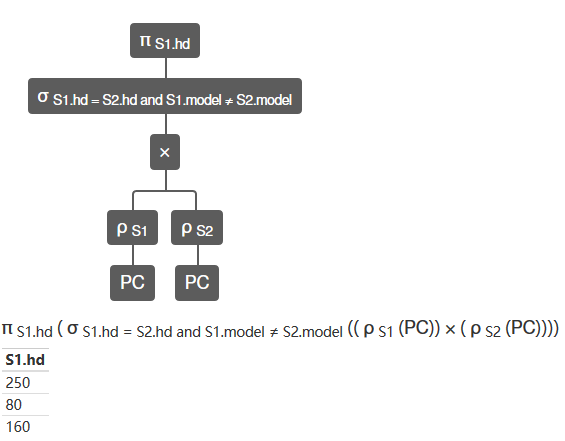 π S1.hd
σ S1.hd = S2.hd and S1.model ≠ S2.model
×
ρ S1 ρ S2
PC PC
π S1.hd ( σ S1.hd = S2.hd and S1.model ≠ S2.model (( ρ S1 (PC)) × ( ρ S2 (PC))))
S1.hd
250
80
160